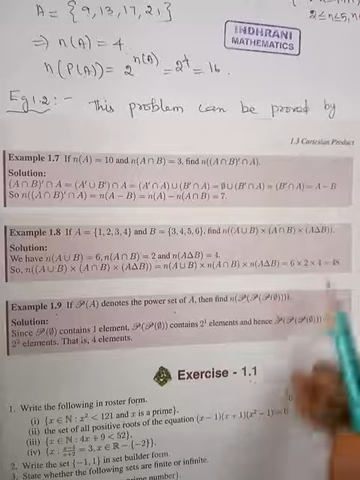 A = { 9, 13, 17, 21 }
2 ≤ n ≤ 5, n
⇒ n(A) = 4
INDHRANI
MATHEMATICS
n(P(A)) = 2^n(A) = 2^4 = 16.
Eg 1.2 :- This problem can be proved by
1.3 Cartesian Product
Example 1.7 If n(A) = 10 and n(A ∩ B) = 3, find n((A ∩ B)′ ∩ A).
Solution:
(A ∩ B)′ ∩ A = (A′ ∪ B′) ∩ A = (A′ ∩ A) ∪ (B′ ∩ A) = ∅ ∪ (B′ ∩ A) = (B′ ∩ A) = A − B
So n((A ∩ B)′ ∩ A) = n(A − B) = n(A) − n(A ∩ B) = 7.
Example 1.8 If A = {1, 2, 3, 4} and B = {3, 4, 5, 6}, find n((A ∪ B) × (A ∩ B) × (AΔB)).
Solution:
We have n(A ∪ B) = 6, n(A ∩ B) = 2 and n(AΔB) = 4.
So, n((A ∪ B) × (A ∩ B) × (AΔB)) = n(A ∪ B) × n(A ∩ B) × n(AΔB) = 6 × 2 × 4 = 48.
Example 1.9 If 𝒫(A) denotes the power set of A, then find n(𝒫(𝒫(𝒫(∅)))).
Solution:
Since 𝒫(∅) contains 1 element, 𝒫(𝒫(∅)) contains 2¹ elements and hence 𝒫(𝒫(𝒫(∅)))
2² elements. That is, 4 elements.
Exercise - 1.1
1. Write the following in roster form.
(i) {x ∈ ℕ : x² < 121 and x is a prime}.
(ii) the set of all positive roots of the equation (x − 1)(x + 1)(x² − 1) = 0
(iii) {x ∈ ℕ : 4x + 9 < 52}.
(iv) {x : (x−4)/(x+2) = 3, x ∈ ℝ − {−2}}.
2. Write the set {−1, 1} in set builder form.
3. State whether the following sets are finite or infinite.
prime number}.